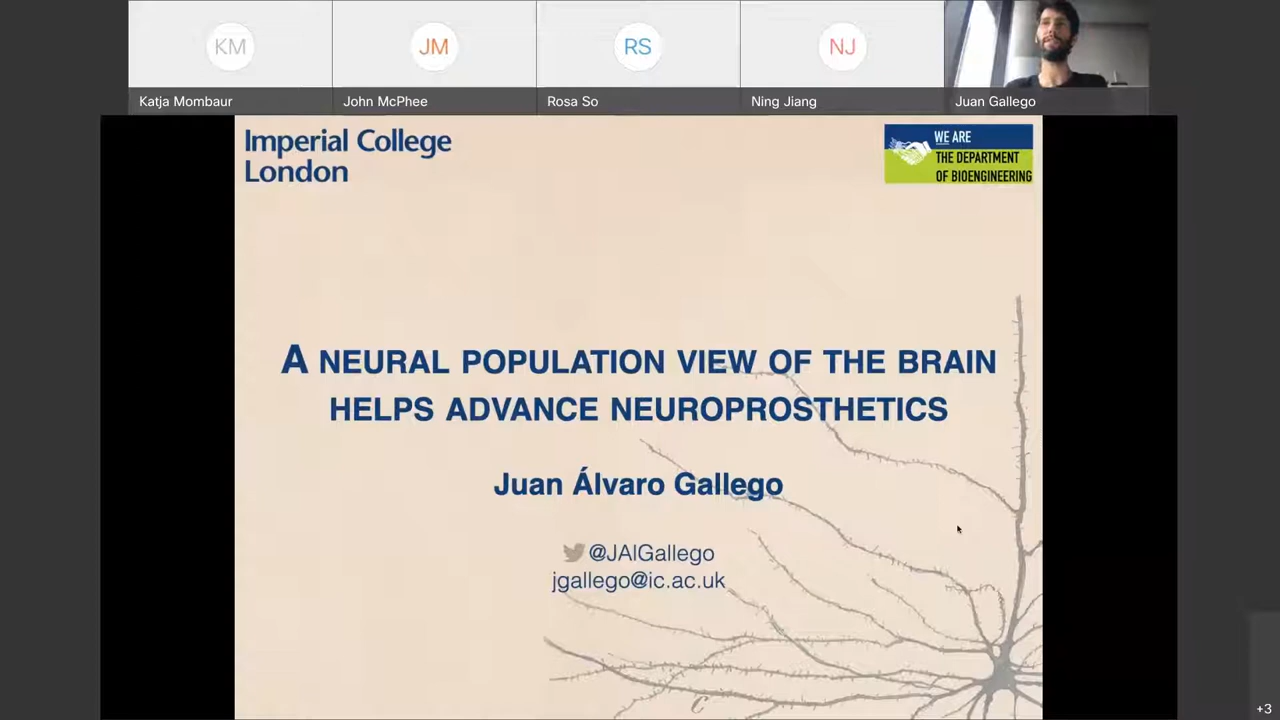 KM
JM
RS
NJ
Katja Mombaur
John McPhee
Rosa So
Ning Jiang
Juan Gallego
Imperial College
London
WE ARE
THE DEPARTMENT
OF BIOENGINEERING
A NEURAL POPULATION VIEW OF THE BRAIN
HELPS ADVANCE NEUROPROSTHETICS
Juan Álvaro Gallego
@JAlGallego
jgallego@ic.ac.uk
C
+3